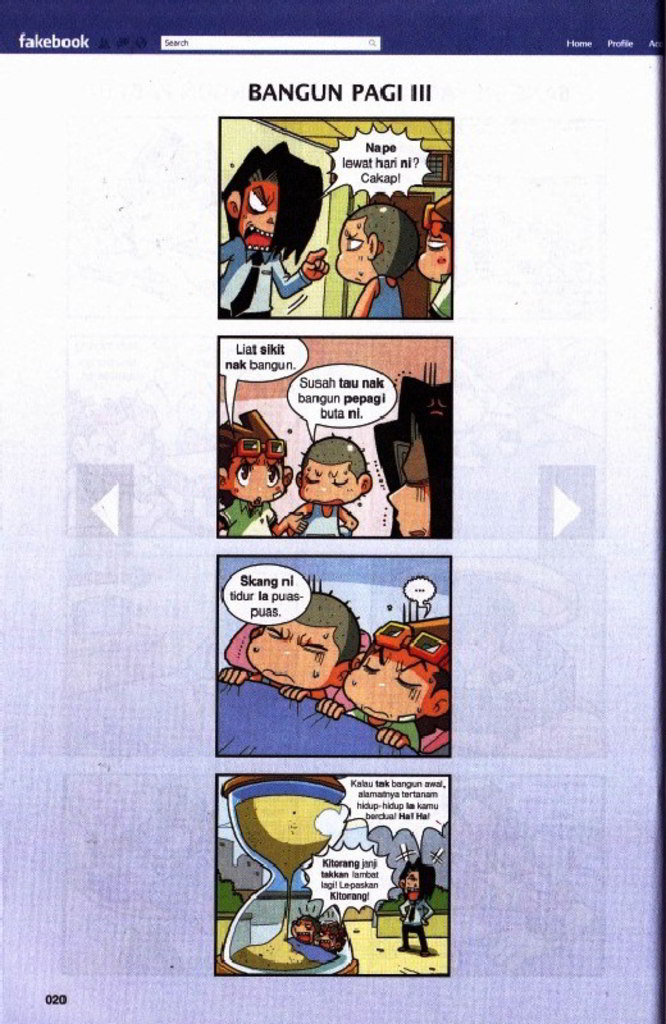 fakebook
Search
Home Profile Ac
BANGUN PAGI III
Nape
lewat hari ni?
Cakap!
Liat sikit
nak bangun.
Susah tau nak
bangun pepagi
buta ni.
Skang ni
tidur la puas-
puas.
...
Kalau tak bangun awal,
alamatnya tertanam
hidup-hidup la kamu
berdua! Ha! Ha!
Kitorang janji
takkan lambat
lagi! Lepaskan
Kitorang!
020